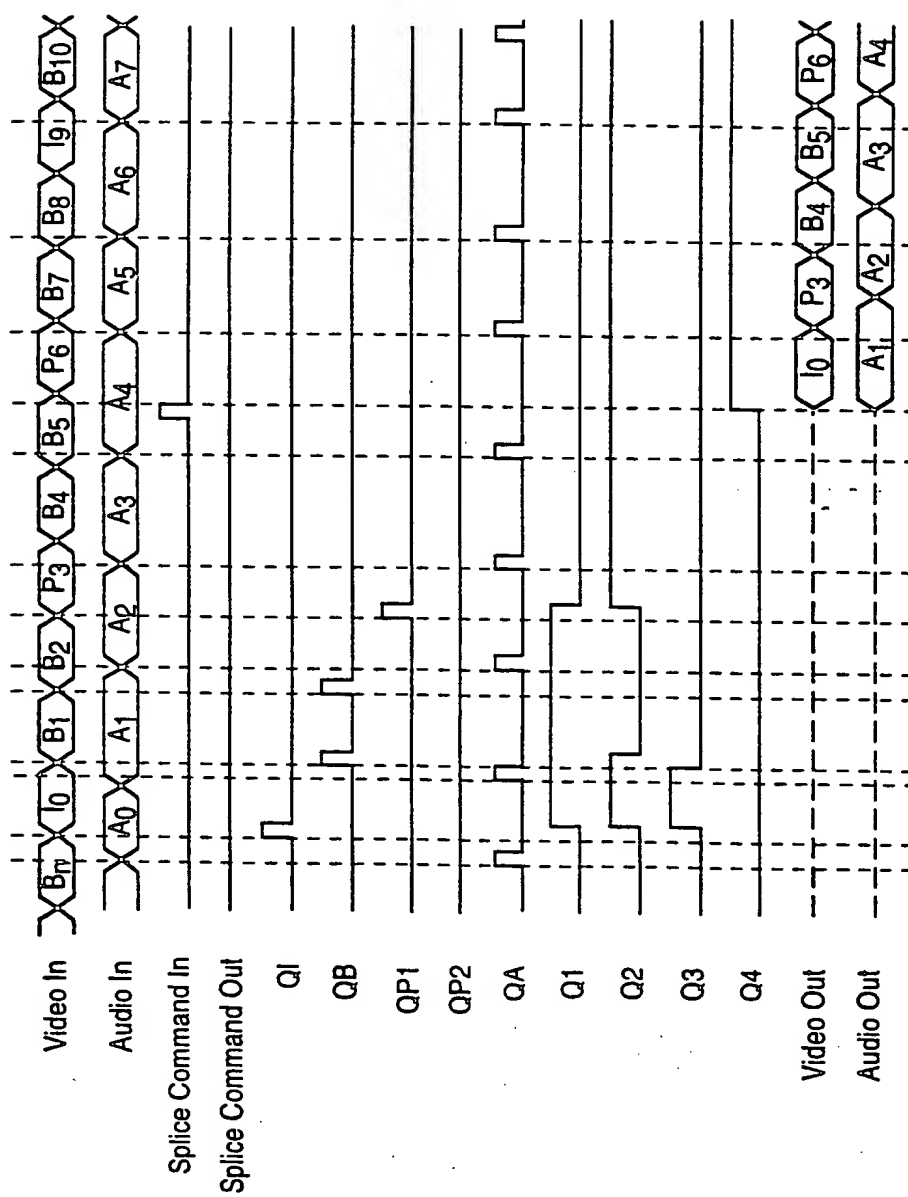 Video In Bn I0 B1 B2 P3 B4 B5 P6 B7 B8 I9 B10
Audio In A0 A1 A2 A3 A4 A5 A6 A7
Splice Command In
Splice Command Out
QI
QB
QP1
QP2
QA
Q1
Q2
Q3
Q4
Video Out I0 P3 B4 B5 P6
Audio Out A1 A2 A3 A4